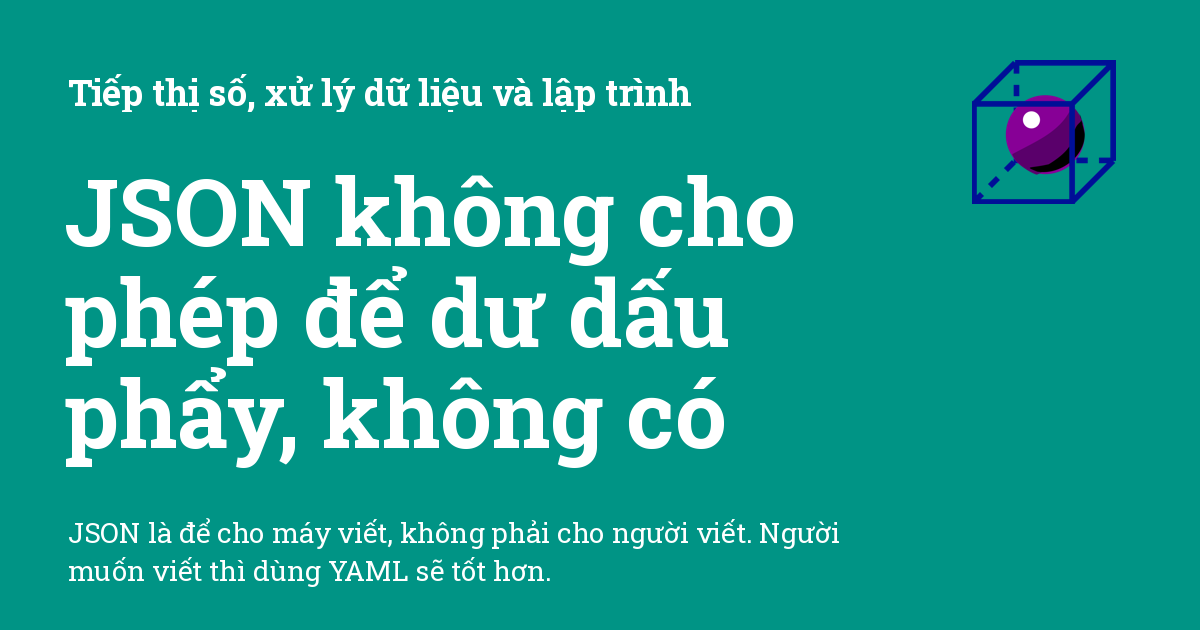 Tiếp thị số, xử lý dữ liệu và lập trình
JSON không cho
phép để dư dấu
phẩy, không có
JSON là để cho máy viết, không phải cho người viết. Người
muốn viết thì dùng YAML sẽ tốt hơn.